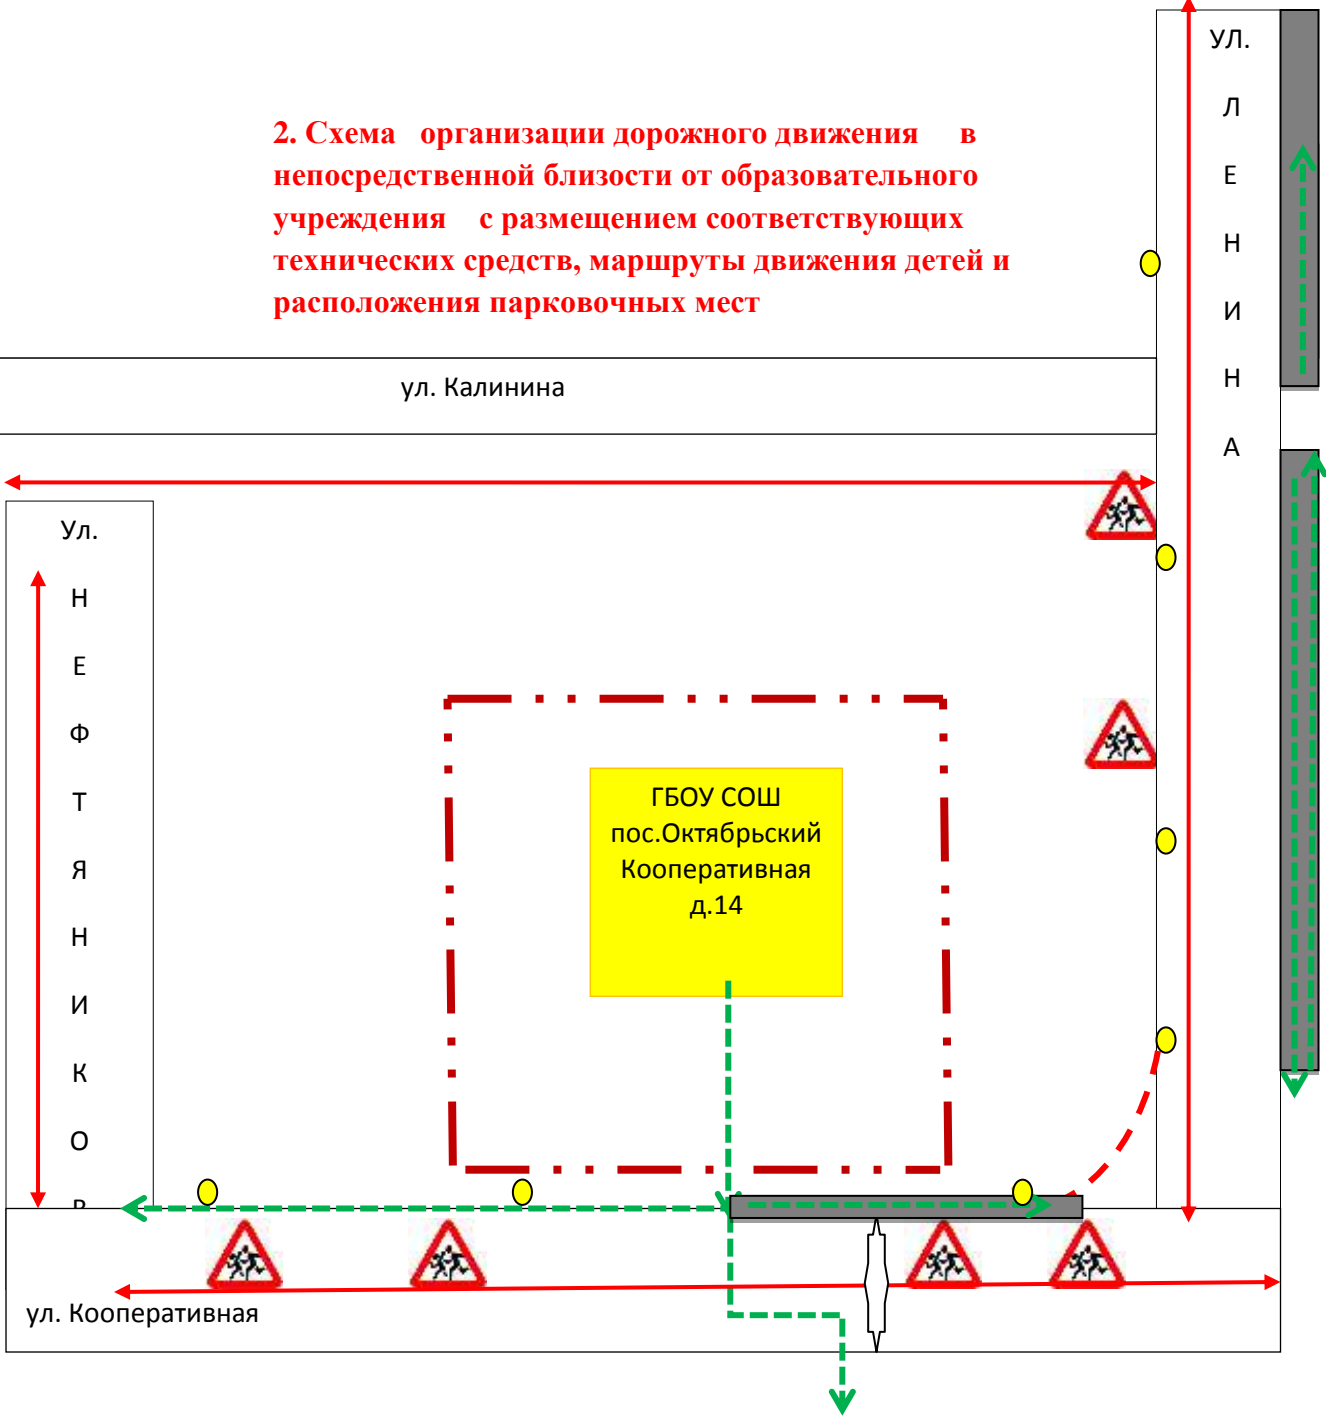 2. Схема организации дорожного движения в
непосредственной близости от образовательного
учреждения с размещением соответствующих
технических средств, маршруты движения детей и
расположения парковочных мест
УЛ.
Л
Е
Н
И
Н
А
ул. Калинина
Ул.
Н
Е
Ф
Т
Я
Н
И
К
О
В
ГБОУ СОШ
пос.Октябрьский
Кооперативная
д.14
ул. Кооперативная